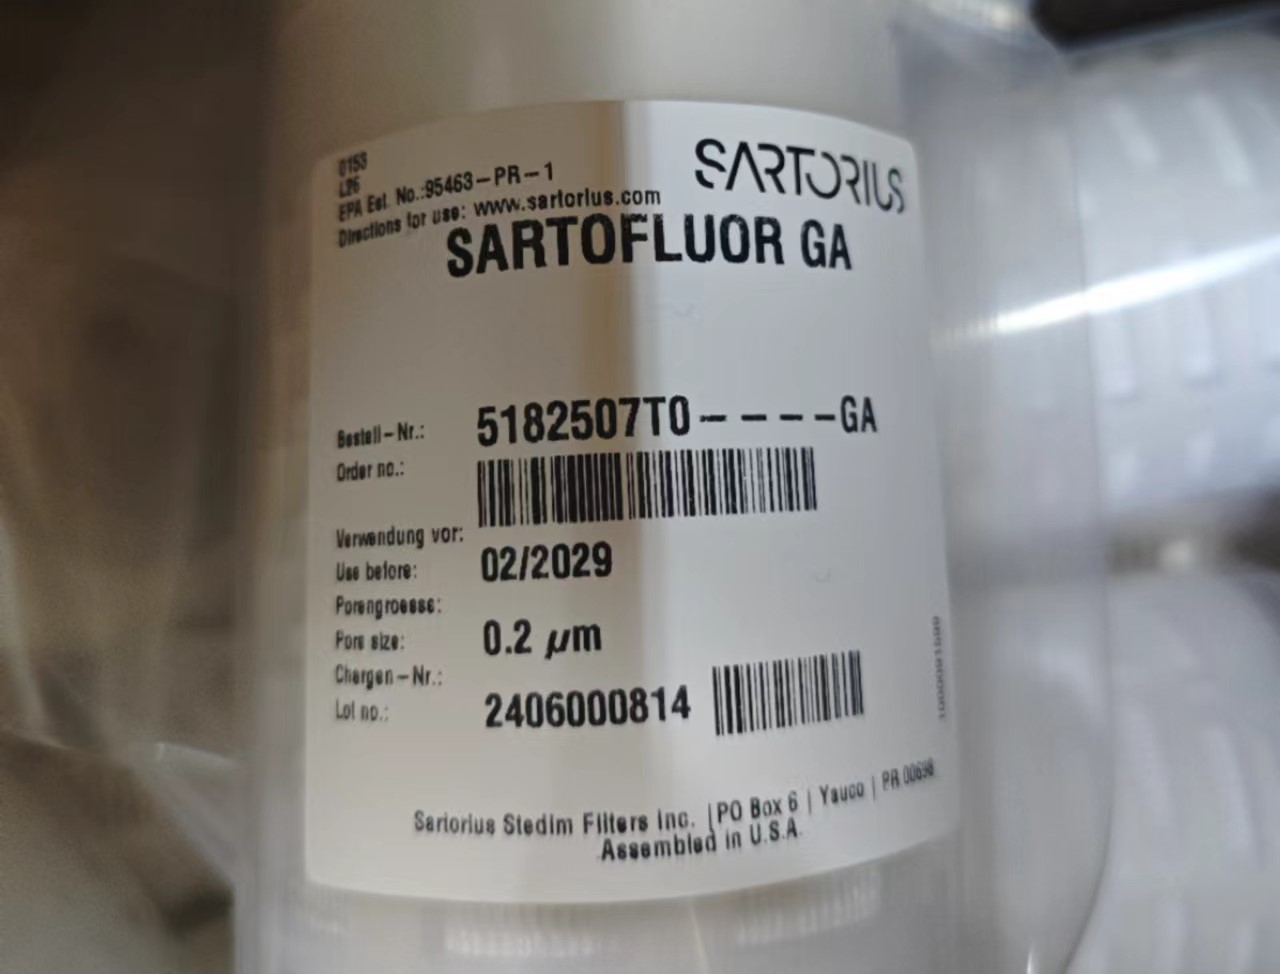 SARTORIUS
0153
L26
EPA Est. No.:95463-PR-1
Directions for use: www.sartorius.com
SARTOFLUOR GA
Bestell-Nr.: 5182507T0----GA
Order no.:
Verwendung vor:
Use before: 02/2029
Porengroesse:
Pore size: 0.2 µm
Chargen-Nr.:
Lot no.: 2406000814
Sartorius Stedim Filters Inc. | PO Box 6 | Yauco | PR 00698
Assembled in U.S.A.